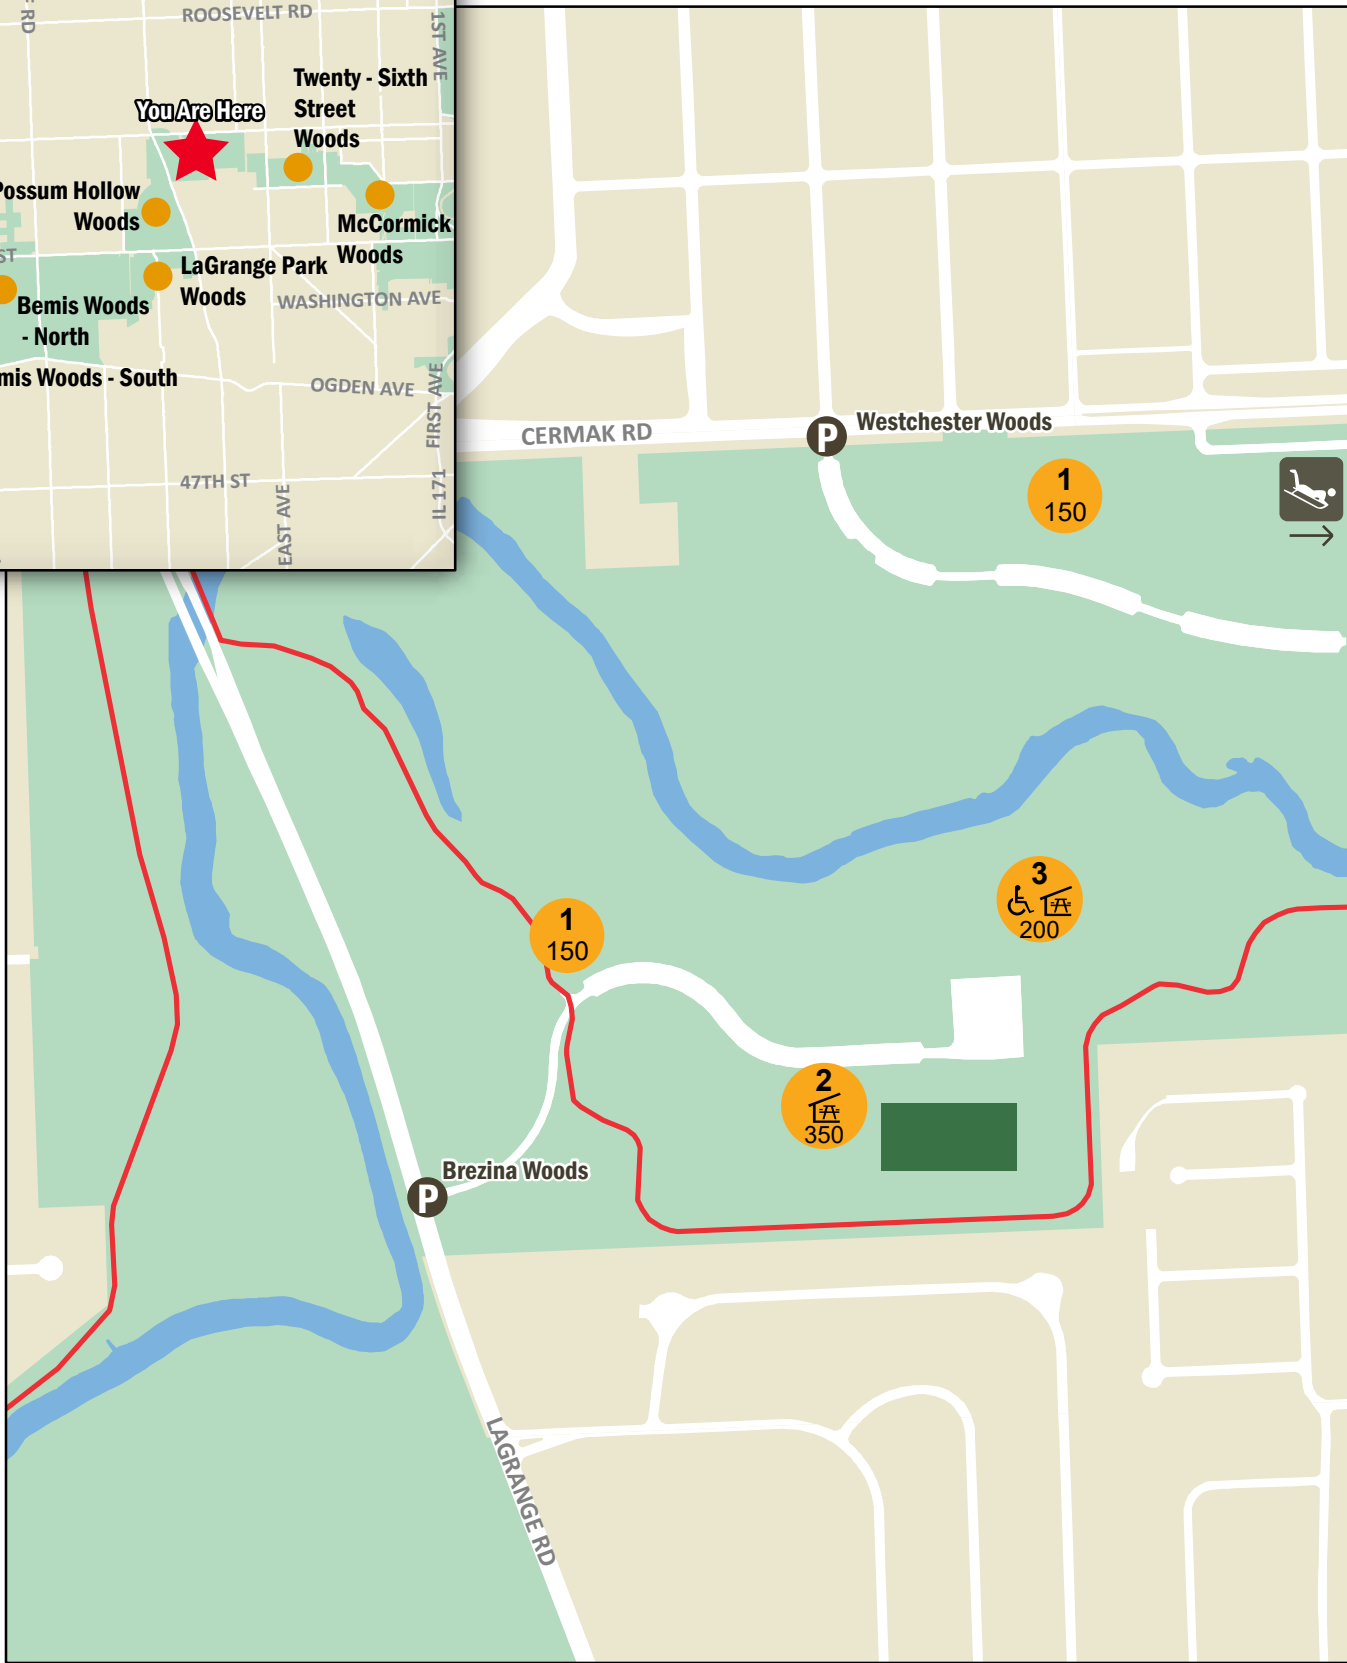 RD
ROOSEVELT RD
1ST AVE
Twenty - Sixth
Street
Woods
You Are Here
Possum Hollow
Woods
McCormick
Woods
ST
LaGrange Park
Woods
WASHINGTON AVE
Bemis Woods
- North
mis Woods - South
OGDEN AVE
FIRST AVE
47TH ST
EAST AVE
IL 171
CERMAK RD
P
Westchester Woods
1
150
3
200
1
150
2
350
P
Brezina Woods
LAGRANGE RD